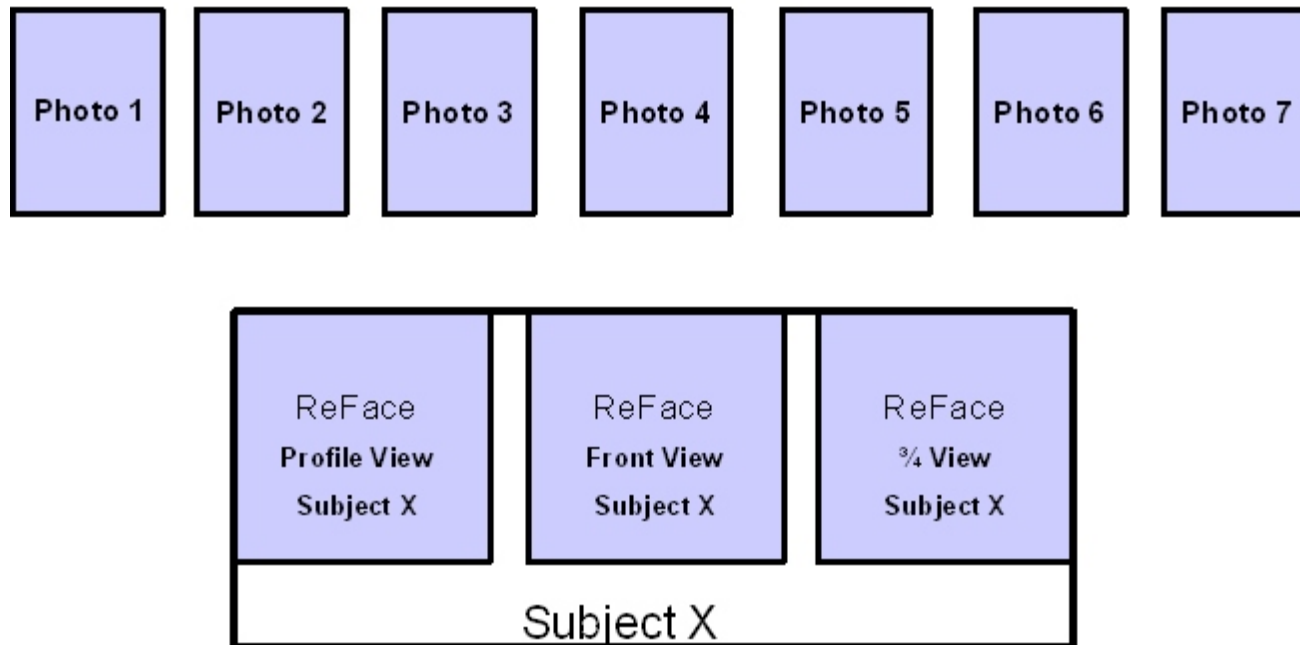 Photo 1 Photo 2 Photo 3 Photo 4 Photo 5 Photo 6 Photo 7
ReFace
Profile View
Subject X
ReFace
Front View
Subject X
ReFace
¾ View
Subject X
Subject X